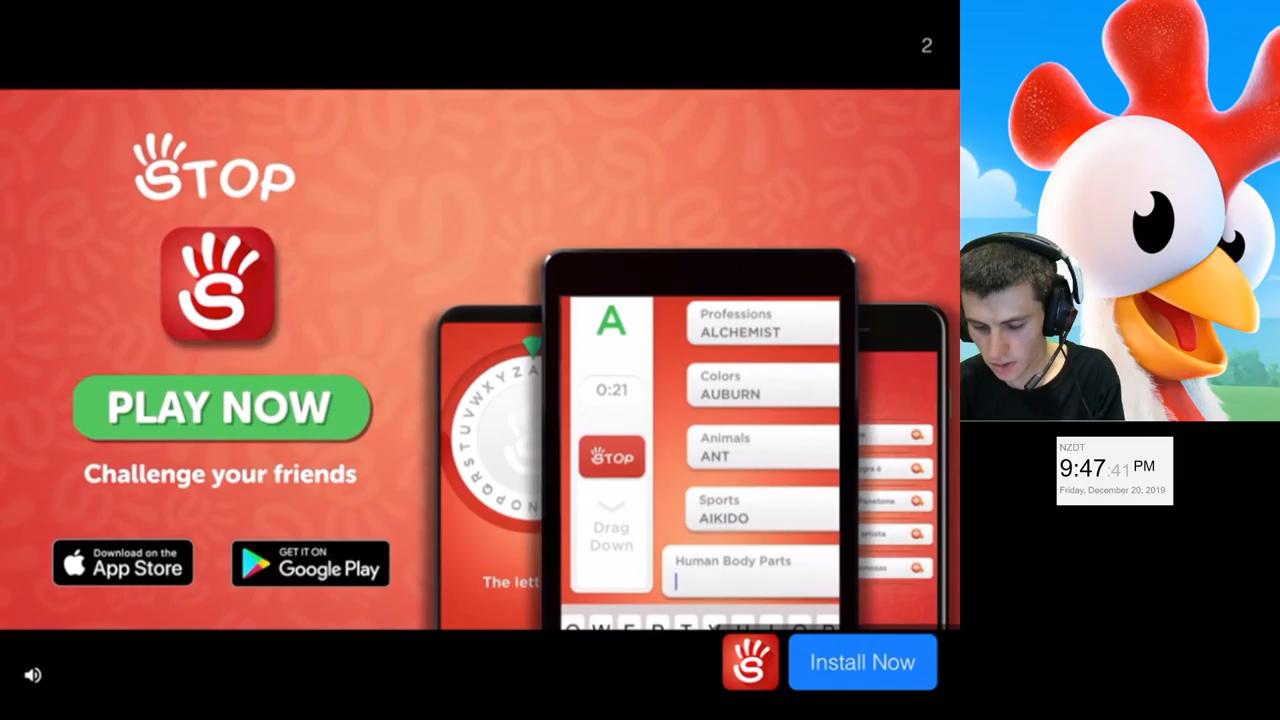 2
STOP
S
PLAY NOW
Challenge your friends
Download on the
App Store
GET IT ON
Google Play
A
0:21
STOP
Drag
Down
Professions
ALCHEMIST
Colors
AUBURN
Animals
ANT
Sports
AIKIDO
Human Body Parts
The lett
S
Install Now
NZDT
9:47:41 PM
Friday, December 20, 2019